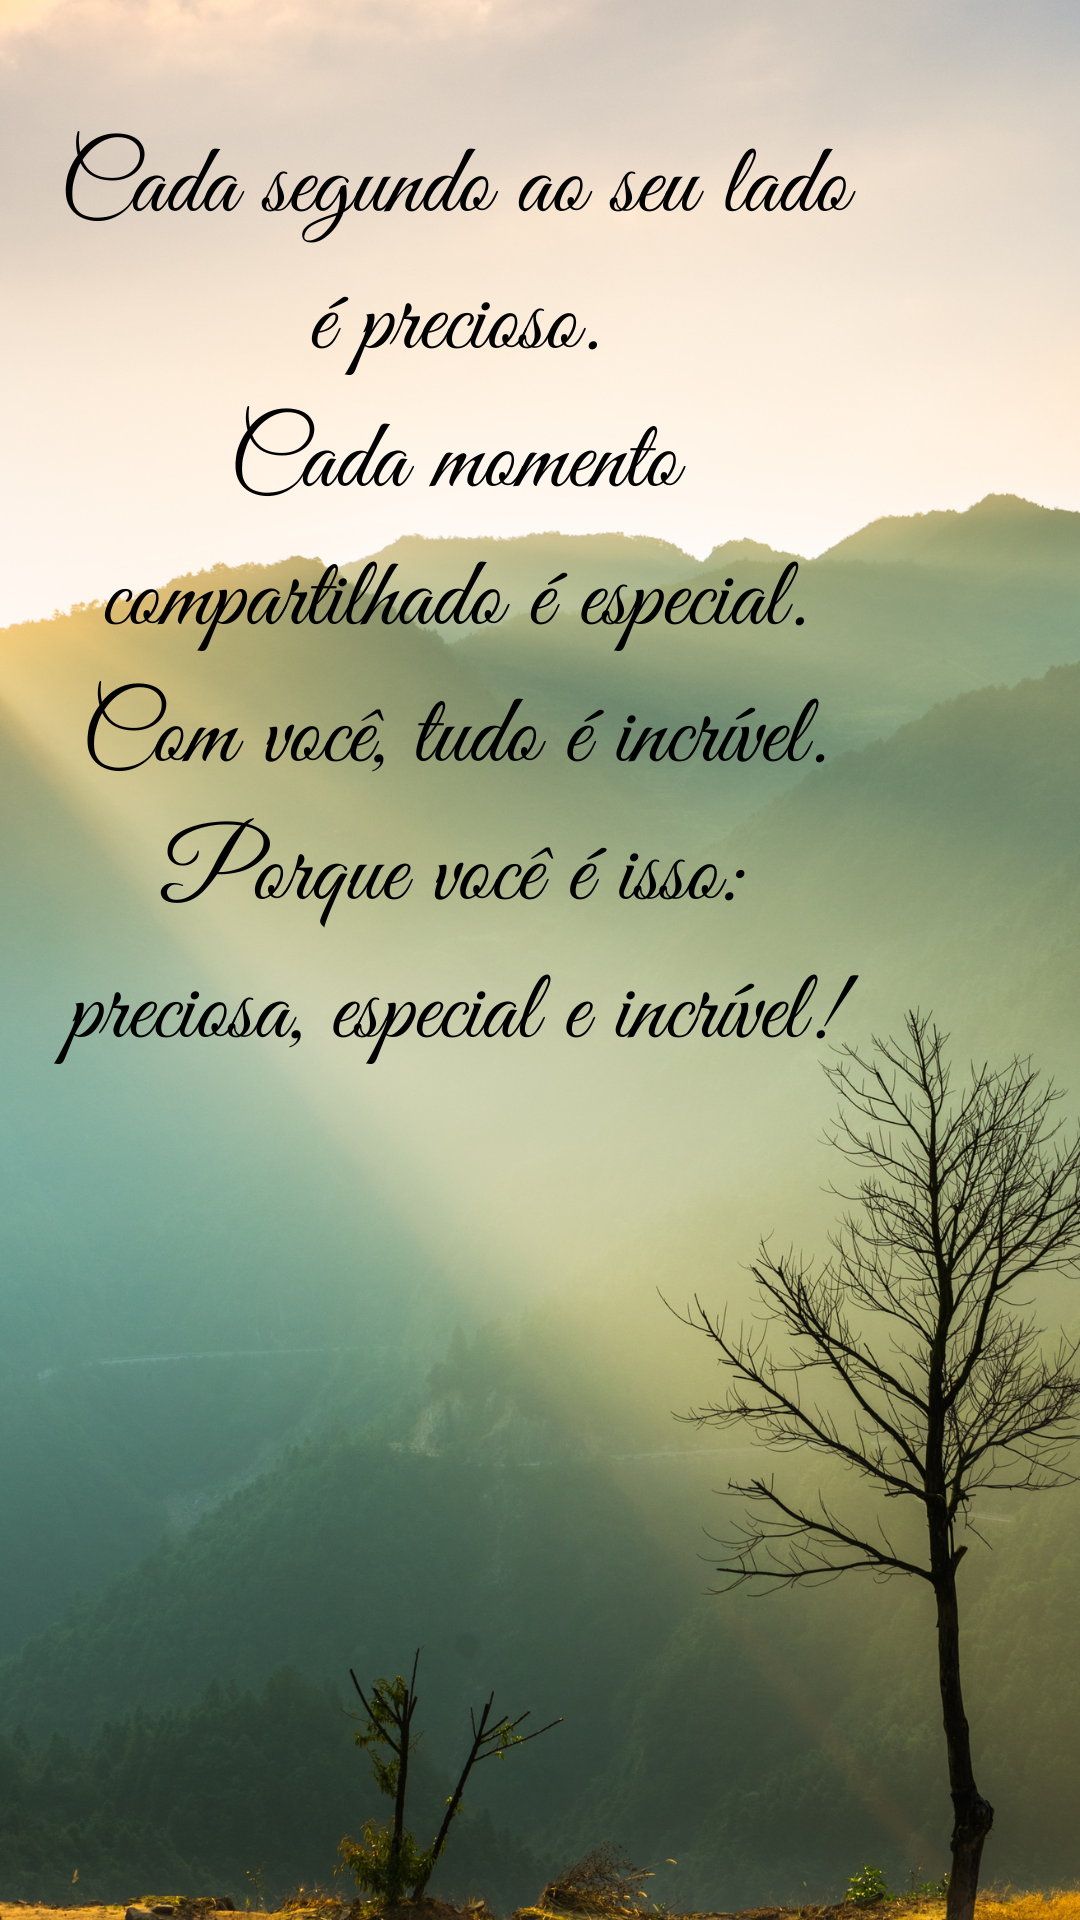 Cada segundo ao seu lado
é precioso.
Cada momento
compartilhado é especial.
Com você, tudo é incrível.
Porque você é isso:
preciosa, especial e incrível!